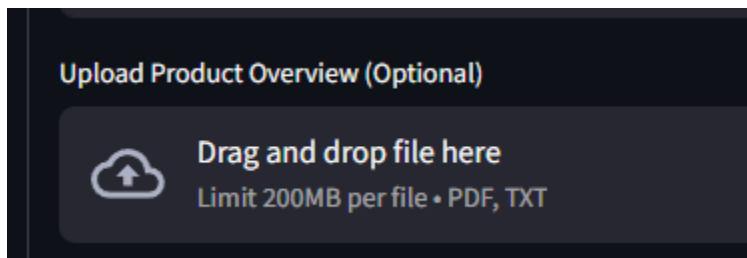 Upload Product Overview (Optional)
Drag and drop file here
Limit 200MB per file • PDF, TXT